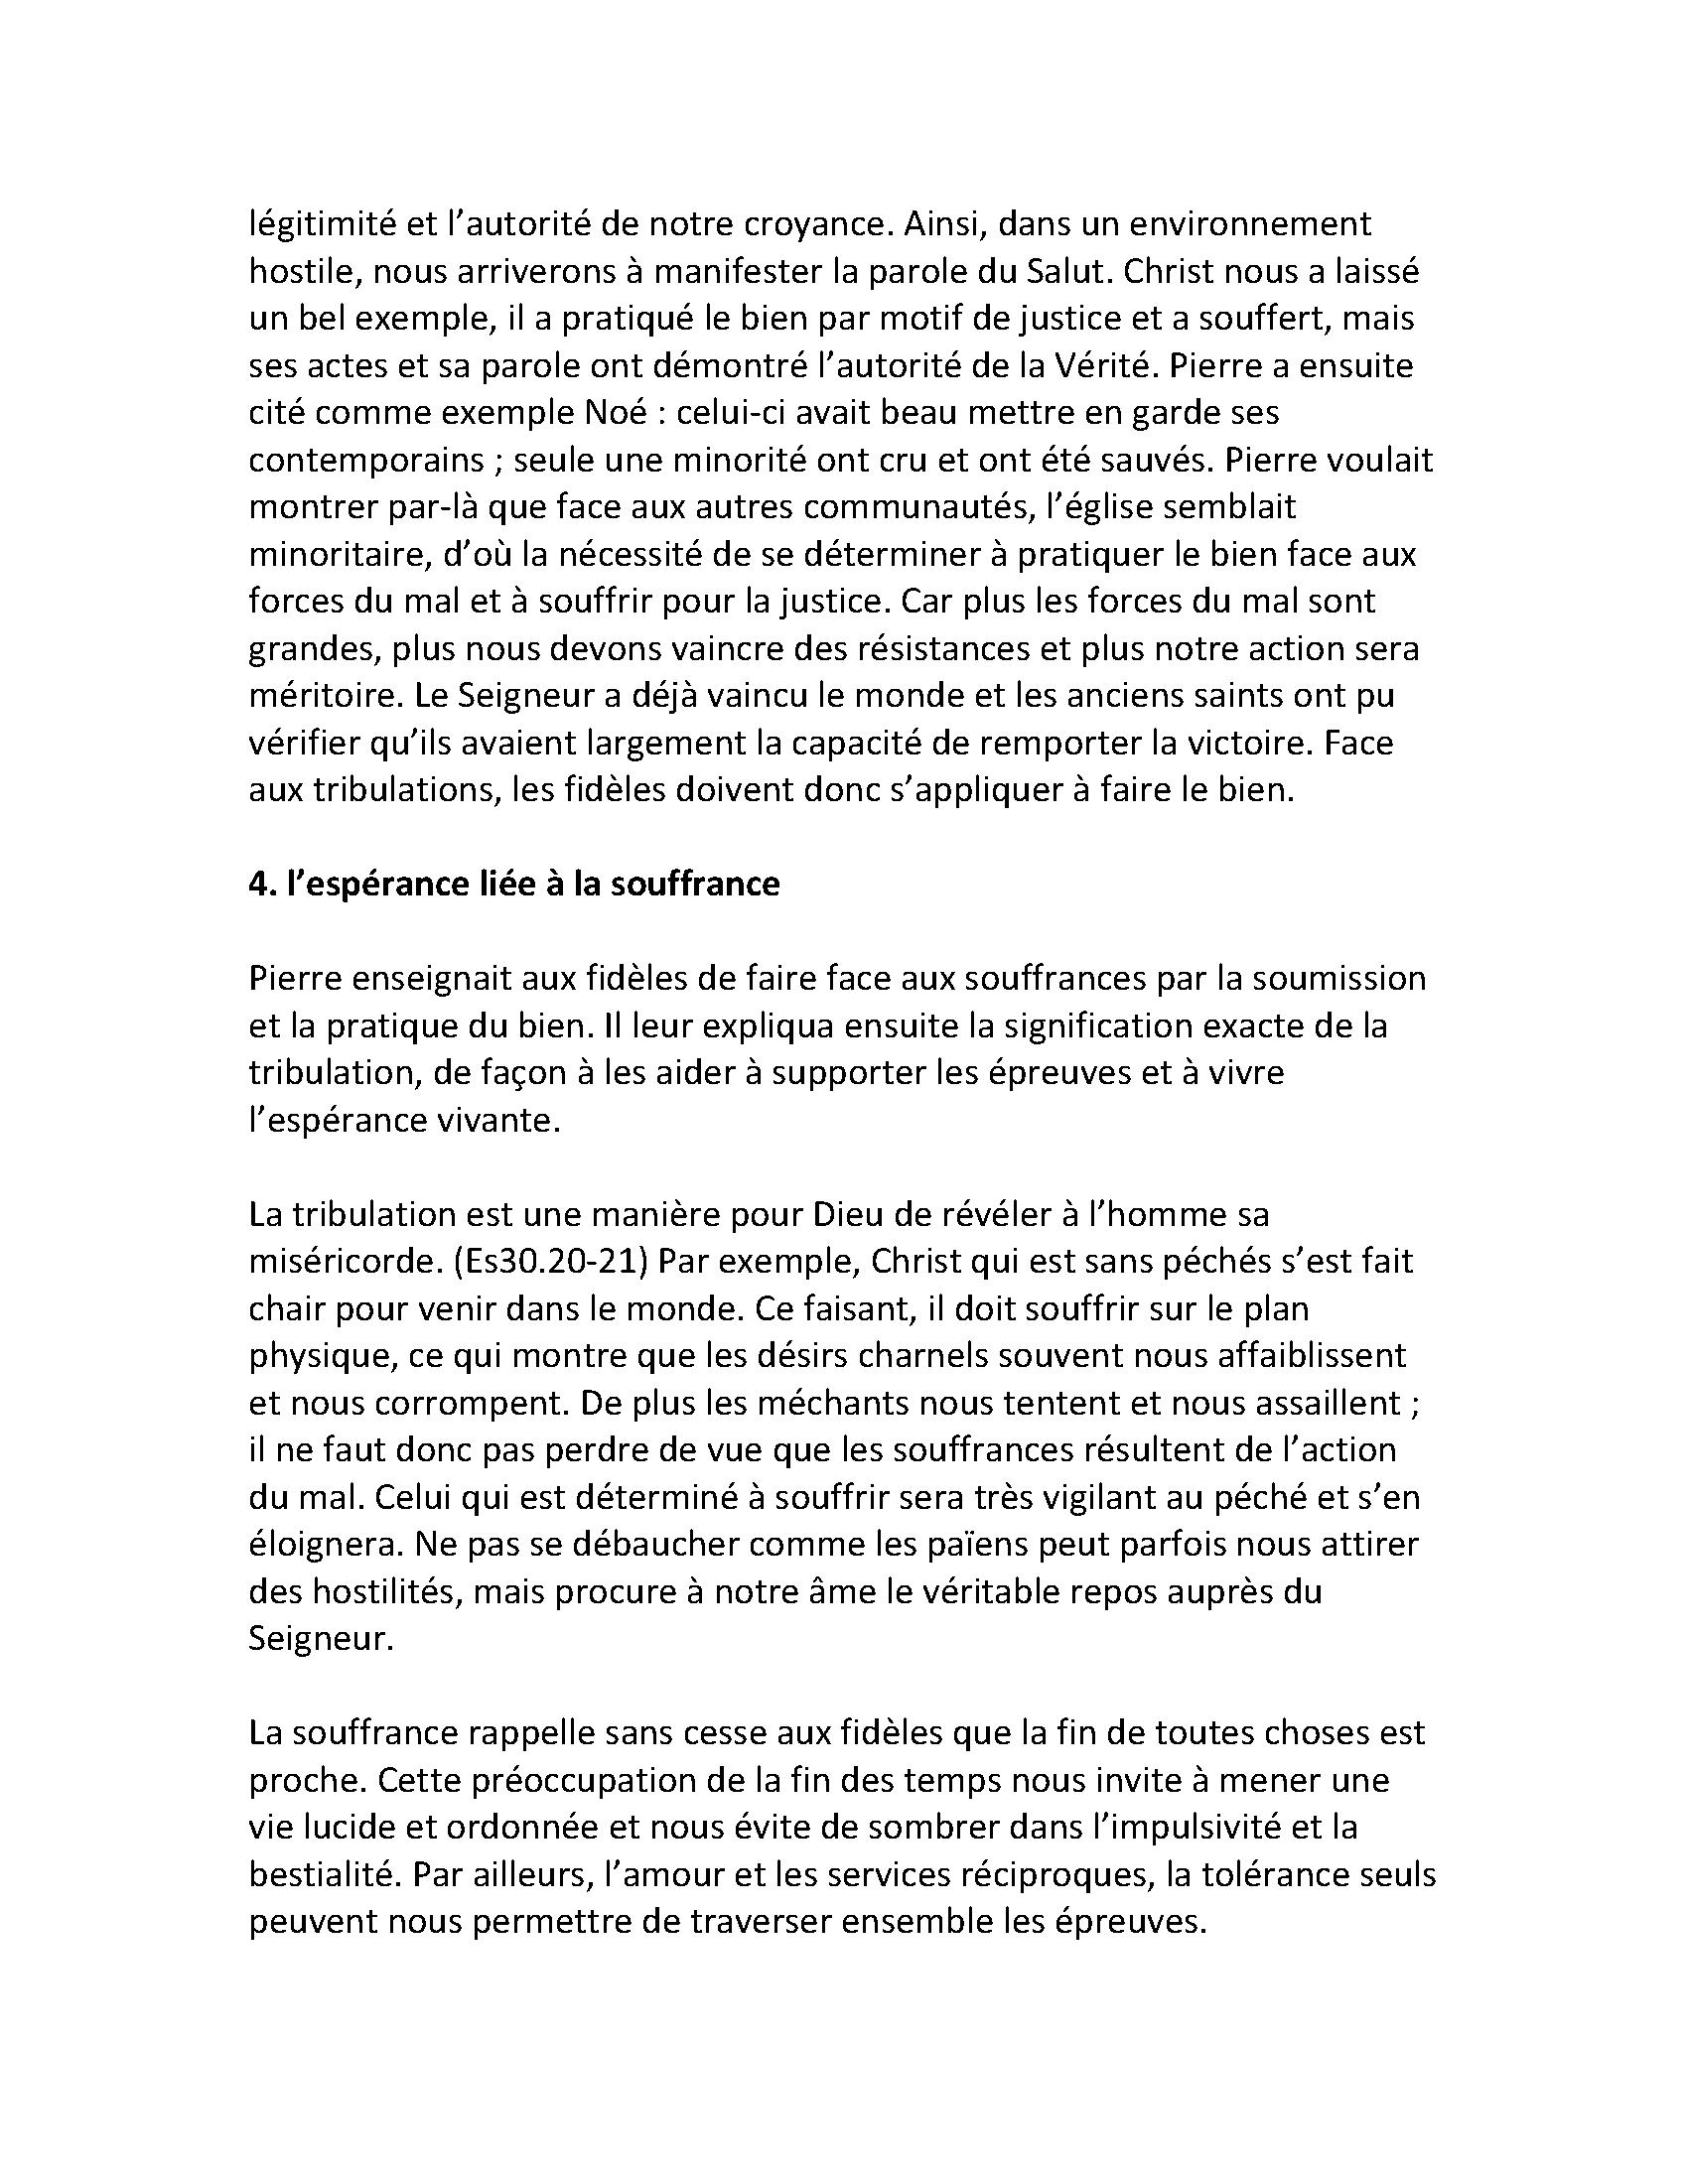 légitimité et l’autorité de notre croyance. Ainsi, dans un environnement
hostile, nous arriverons à manifester la parole du Salut. Christ nous a laissé
un bel exemple, il a pratiqué le bien par motif de justice et a souffert, mais
ses actes et sa parole ont démontré l’autorité de la Vérité. Pierre a ensuite
cité comme exemple Noé : celui-ci avait beau mettre en garde ses
contemporains ; seule une minorité ont cru et ont été sauvés. Pierre voulait
montrer par-là que face aux autres communautés, l’église semblait
minoritaire, d’où la nécessité de se déterminer à pratiquer le bien face aux
forces du mal et à souffrir pour la justice. Car plus les forces du mal sont
grandes, plus nous devons vaincre des résistances et plus notre action sera
méritoire. Le Seigneur a déjà vaincu le monde et les anciens saints ont pu
vérifier qu’ils avaient largement la capacité de remporter la victoire. Face
aux tribulations, les fidèles doivent donc s’appliquer à faire le bien.
4. l’espérance liée à la souffrance
Pierre enseignait aux fidèles de faire face aux souffrances par la soumission
et la pratique du bien. Il leur expliqua ensuite la signification exacte de la
tribulation, de façon à les aider à supporter les épreuves et à vivre
l’espérance vivante.
La tribulation est une manière pour Dieu de révéler à l’homme sa
miséricorde. (Es30.20-21) Par exemple, Christ qui est sans péchés s’est fait
chair pour venir dans le monde. Ce faisant, il doit souffrir sur le plan
physique, ce qui montre que les désirs charnels souvent nous affaiblissent
et nous corrompent. De plus les méchants nous tentent et nous assaillent ;
il ne faut donc pas perdre de vue que les souffrances résultent de l’action
du mal. Celui qui est déterminé à souffrir sera très vigilant au péché et s’en
éloignera. Ne pas se débaucher comme les païens peut parfois nous attirer
des hostilités, mais procure à notre âme le véritable repos auprès du
Seigneur.
La souffrance rappelle sans cesse aux fidèles que la fin de toutes choses est
proche. Cette préoccupation de la fin des temps nous invite à mener une
vie lucide et ordonnée et nous évite de sombrer dans l’impulsivité et la
bestialité. Par ailleurs, l’amour et les services réciproques, la tolérance seuls
peuvent nous permettre de traverser ensemble les épreuves.